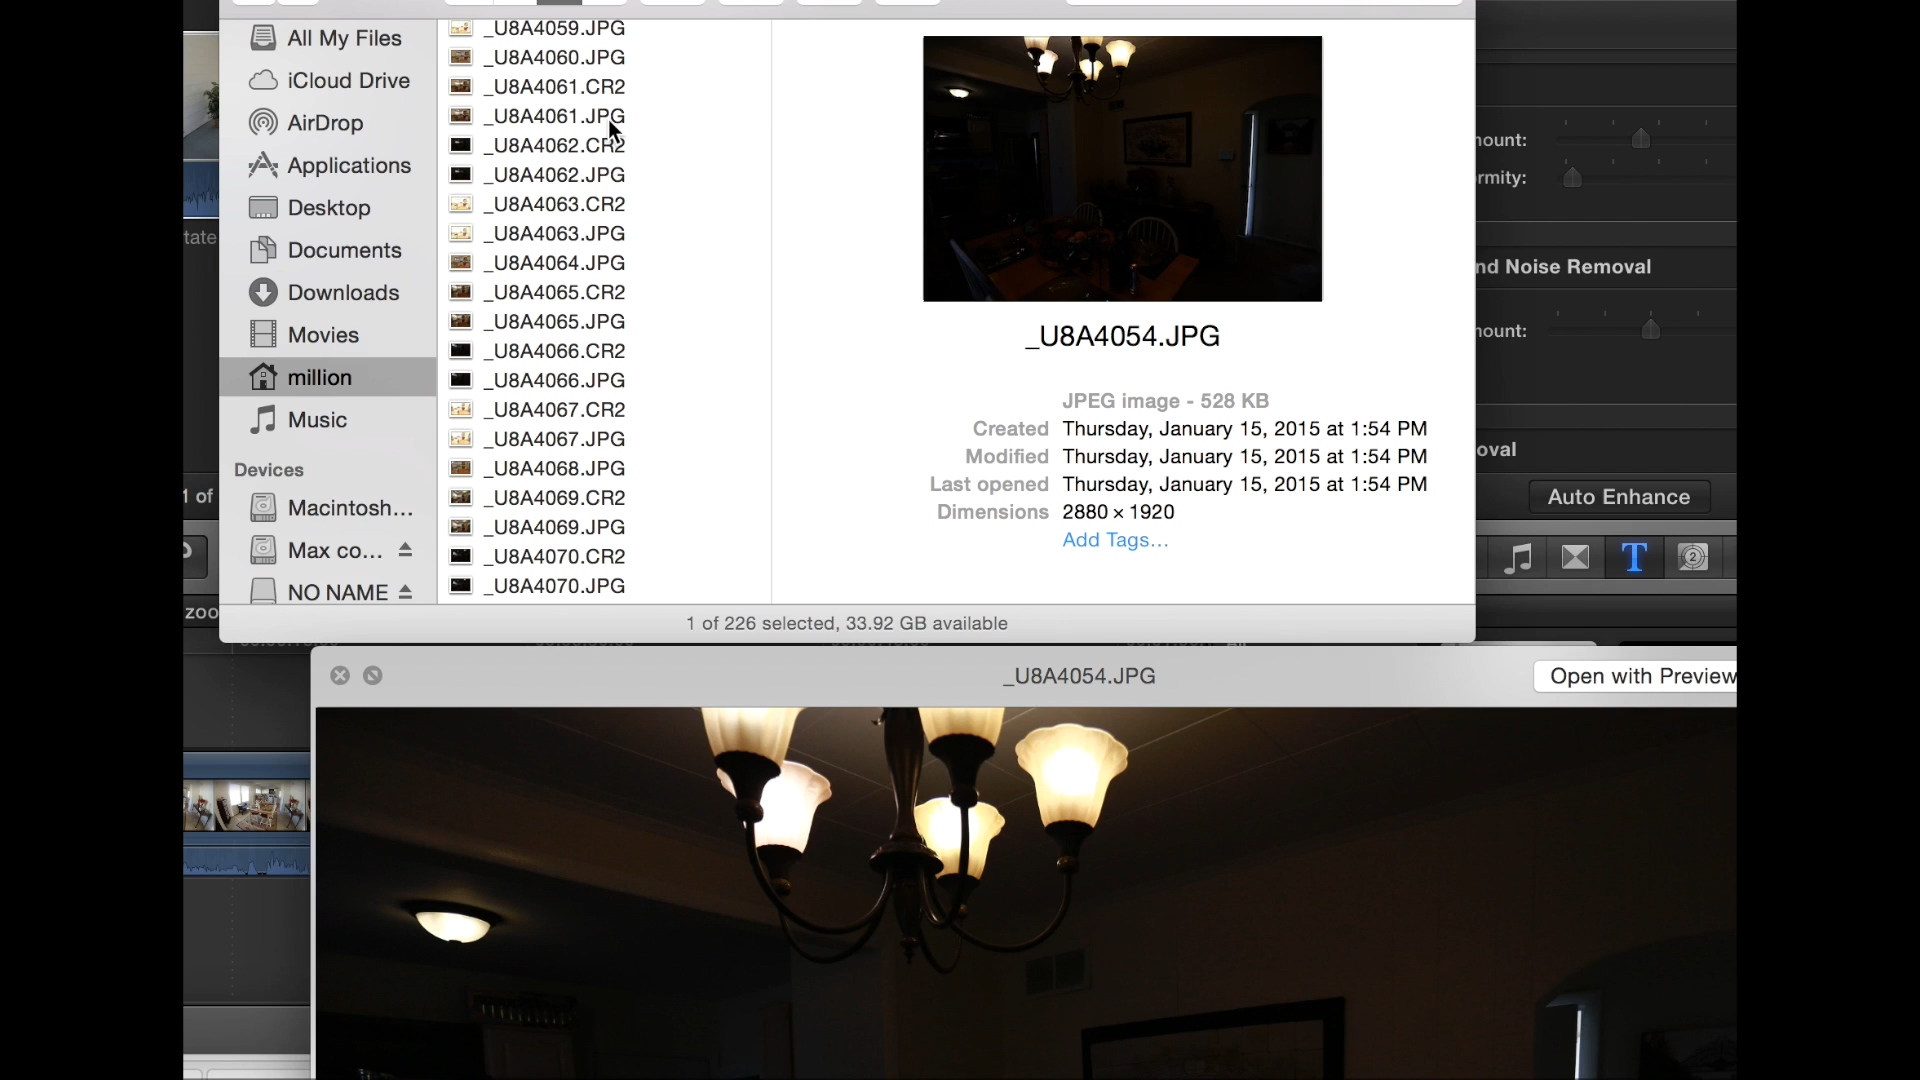 All My Files
iCloud Drive
AirDrop
Applications
Desktop
Documents
Downloads
Movies
million
Music
Devices
Macintosh...
Max co...
NO NAME
_U8A4059.JPG
_U8A4060.JPG
_U8A4061.CR2
_U8A4061.JPG
_U8A4062.CR2
_U8A4062.JPG
_U8A4063.CR2
_U8A4063.JPG
_U8A4064.JPG
_U8A4065.CR2
_U8A4065.JPG
_U8A4066.CR2
_U8A4066.JPG
_U8A4067.CR2
_U8A4067.JPG
_U8A4068.JPG
_U8A4069.CR2
_U8A4069.JPG
_U8A4070.CR2
_U8A4070.JPG
_U8A4054.JPG
JPEG image - 528 KB
Created Thursday, January 15, 2015 at 1:54 PM
Modified Thursday, January 15, 2015 at 1:54 PM
Last opened Thursday, January 15, 2015 at 1:54 PM
Dimensions 2880 × 1920
Add Tags...
1 of 226 selected, 33.92 GB available
tate
1 of
zoo
ount:
rmity:
nd Noise Removal
ount:
oval
Auto Enhance
T
2
_U8A4054.JPG
Open with Preview